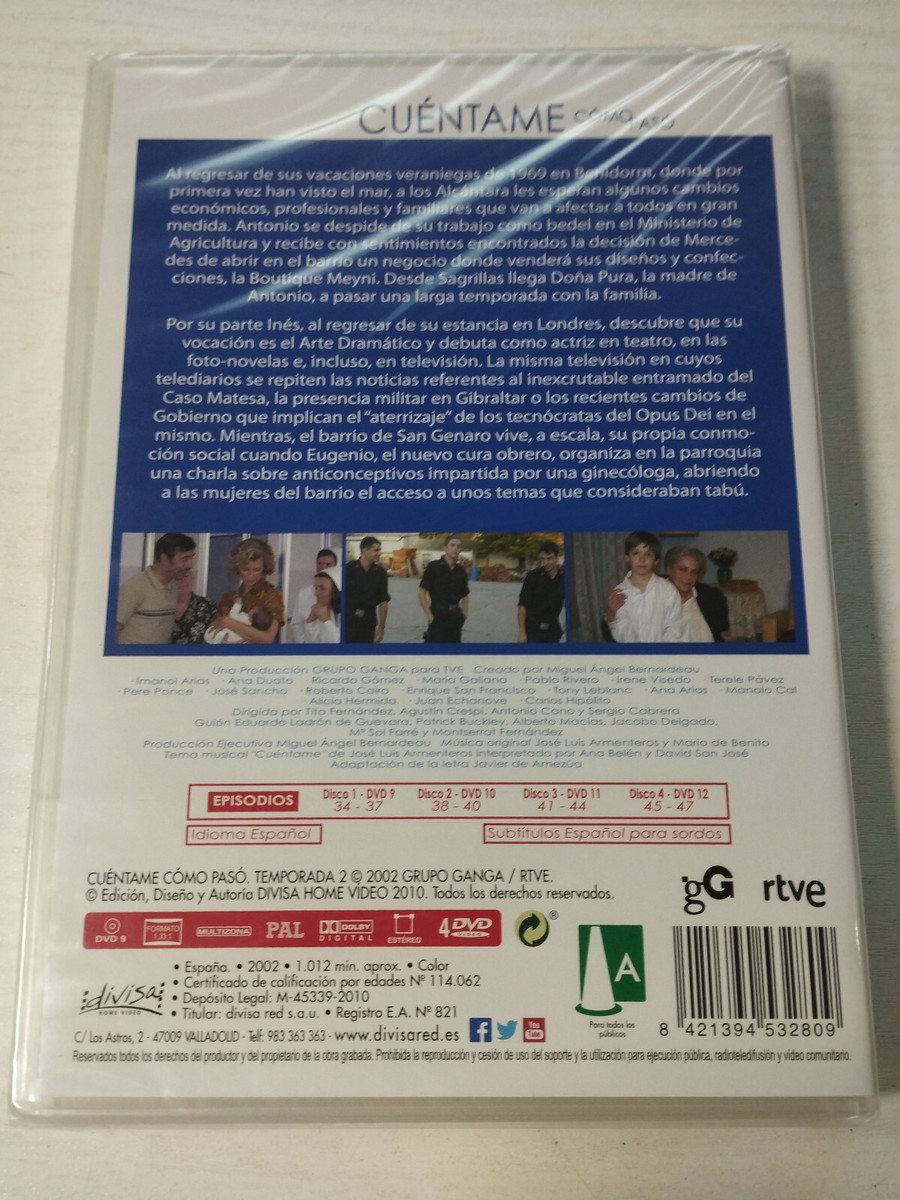 CUÉNTAME CÓMO PASÓ
Al regresar de sus vacaciones veraniegas de 1969 en Benidorm, donde por
primera vez han visto el mar, a los Alcántara les esperan algunos cambios
económicos, profesionales y familiares que van a afectar a todos en gran
medida. Antonio se despide de su trabajo como bedel en el Ministerio de
Agricultura y recibe con sentimientos encontrados la decisión de Merce-
des de abrir en el barrio un negocio donde venderá sus diseños y confec-
ciones, la Boutique Meyni. Desde Sagrillas llega Doña Pura, la madre de
Antonio, a pasar una larga temporada con la familia.
Por su parte Inés, al regresar de su estancia en Londres, descubre que su
vocación es el Arte Dramático y debuta como actriz en teatro, en las
foto-novelas e, incluso, en televisión. La misma televisión en cuyos
telediarios se repiten las noticias referentes al inexcrutable entramado del
Caso Matesa, la presencia militar en Gibraltar o los recientes cambios de
Gobierno que implican el "aterrizaje" de los tecnócratas del Opus Dei en el
mismo. Mientras, el barrio de San Genaro vive, a escala, su propia conmo-
ción social cuando Eugenio, el nuevo cura obrero, organiza en la parroquia
una charla sobre anticonceptivos impartida por una ginecóloga, abriendo
a las mujeres del barrio el acceso a unos temas que consideraban tabú.
Una Producción GRUPO GANGA para TVE Creado por Miguel Ángel Bernardeau
· Imanol Arias · Ana Duato · Ricardo Gómez · María Galiana · Pablo Rivero · Irene Visedo · Terele Pávez
· Pere Ponce · José Sancho · Roberto Cairo · Enrique San Francisco · Tony Leblanc · Ana Arias · Manolo Cal
· Alicia Hermida · Juan Echanove · Carlos Hipólito
Dirigida por Tito Fernández, Agustín Crespi, Antonio Cano y Sergio Cabrera
Guión Eduardo Ladrón de Guevara, Patrick Buckley, Alberto Macías, Jacobo Delgado,
Mª Sol Farré y Montserrat Fernández
Producción Ejecutiva Miguel Ángel Bernardeau Música original José Luis Armenteros y Mario de Benito
Tema musical "Cuéntame" de José Luis Armenteros interpretado por Ana Belén y David San José
Adaptación de la letra Javier de Amezúa
EPISODIOS
Disco 1 - DVD 9 Disco 2 - DVD 10 Disco 3 - DVD 11 Disco 4 - DVD 12
34 - 37 38 - 40 41 - 44 45 - 47
Idioma Español Subtítulos Español para sordos
CUÉNTAME CÓMO PASÓ. TEMPORADA 2 © 2002 GRUPO GANGA / RTVE.
© Edición, Diseño y Autoría DIVISA HOME VIDEO 2010. Todos los derechos reservados.
gG rtve
DVD 9 FORMATO 1.33:1 MULTIZONA PAL DOLBY DIGITAL ESTÉREO 4 DVD VIDEO ®
A
Para todos los públicos
• España. • 2002 • 1.012 min. aprox. • Color
• Certificado de calificación por edades Nº 114.062
• Depósito Legal: M-45339-2010
• Titular: divisa red s.a.u. • Registro E.A. Nº 821
divisa
HOME VIDEO
C/ Los Astros, 2 - 47009 VALLADOLID - Telf: 983 363 363 - www.divisared.es f You Tube
8 421394 532809
Reservados todos los derechos del productor y del propietario de la obra grabada. Prohibida la reproducción y cesión de uso del soporte y la utilización para ejecución pública, radioteledifusión y vídeo comunitario.